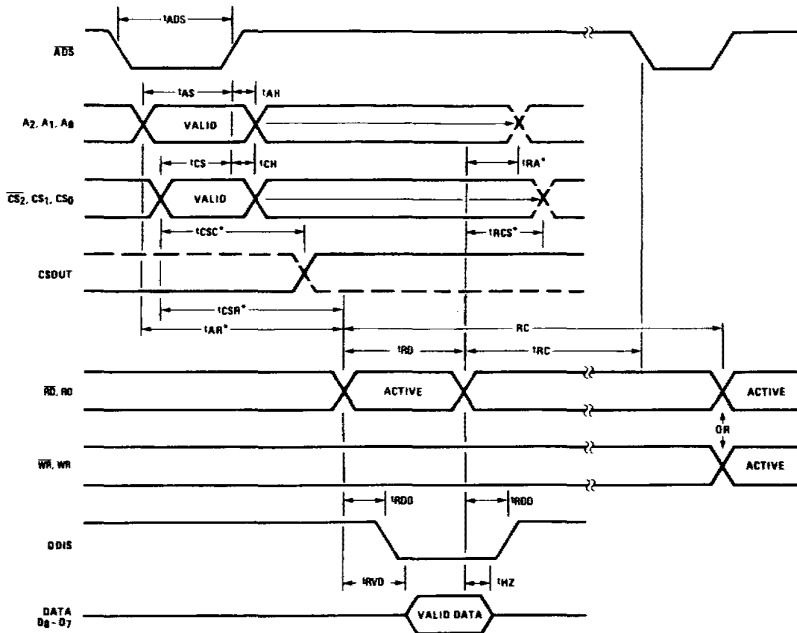 tADS
ADS
tAS tAH
A2, A1, A0 VALID
tRA*
tCS tCH
CS2, CS1, CS0 VALID
tCSC* tRCS*
CSOUT
tCSR*
tAR* RC
tRD tRC
RD, RD ACTIVE ACTIVE
OR
WR, WR ACTIVE
tRDD tRDD
DDIS
tRVD tHZ
DATA VALID DATA
D0 - D7